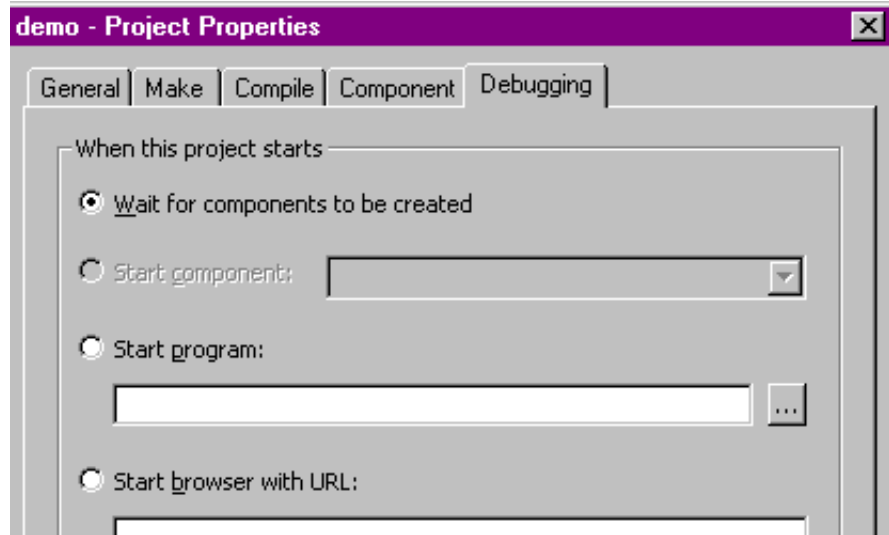 demo - Project Properties
General Make Compile Component Debugging
When this project starts
Wait for components to be created
Start component:
Start program:
...
Start browser with URL: